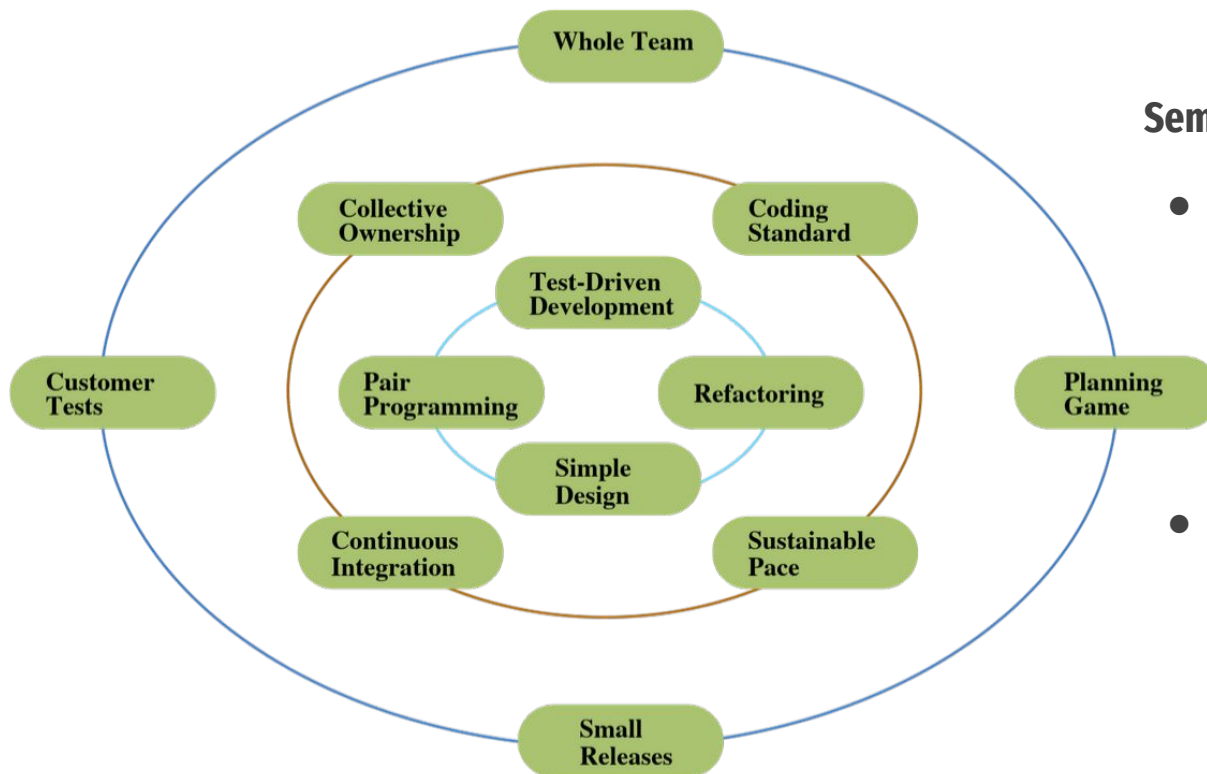 Whole Team
Sem
•
Collective
Ownership
Coding
Standard
Test-Driven
Development
Customer
Tests
Pair
Programming
Refactoring
Planning
Game
Simple
Design
•
Continuous
Integration
Sustainable
Pace
Small
Releases